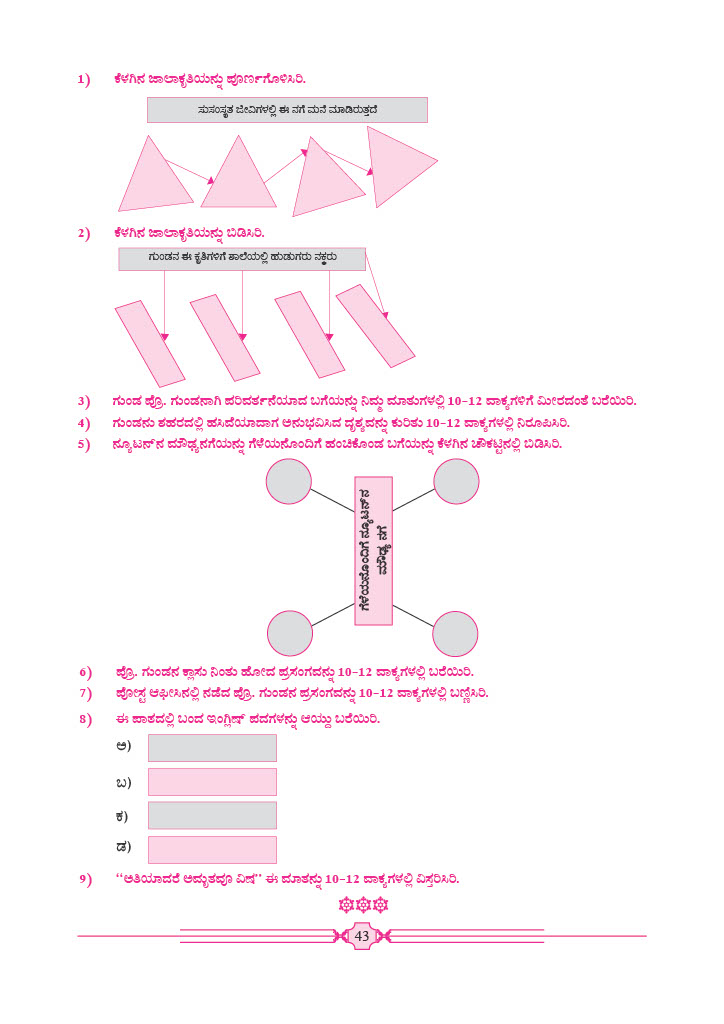 1) ಕೆಳಗಿನ ಜಾಲಾಕೃತಿಯನ್ನು ಪೂರ್ಣಗೊಳಿಸಿರಿ.
ಸುಸಂಸ್ಕೃತ ಜೀವಿಗಳಲ್ಲಿ ಈ ನಗೆ ಮನೆ ಮಾಡಿರುತ್ತದೆ
2) ಕೆಳಗಿನ ಜಾಲಾಕೃತಿಯನ್ನು ಬಿಡಿಸಿರಿ.
ಗುಂಡನ ಈ ಕೃತಿಗಳಿಗೆ ಶಾಲೆಯಲ್ಲಿ ಹುಡುಗರು ನಕ್ಕರು
3) ಗುಂಡ ಪ್ರೊ. ಗುಂಡನಾಗಿ ಪರಿವರ್ತನೆಯಾದ ಬಗೆಯನ್ನು ನಿಮ್ಮ ಮಾತುಗಳಲ್ಲಿ 10-12 ವಾಕ್ಯಗಳಿಗೆ ಮೀರದಂತೆ ಬರೆಯಿರಿ.
4) ಗುಂಡನು ಶಹರದಲ್ಲಿ ಹಸಿವೆಯಾದಾಗ ಅನುಭವಿಸಿದ ದೃಶ್ಯವನ್ನು ಕುರಿತು 10-12 ವಾಕ್ಯಗಳಲ್ಲಿ ನಿರೂಪಿಸಿರಿ.
5) ನ್ಯೂಟನ್‌ನ ಮೌಢ್ಯನಗೆಯನ್ನು ಗೆಳೆಯನೊಂದಿಗೆ ಹಂಚಿಕೊಂಡ ಬಗೆಯನ್ನು ಕೆಳಗಿನ ಚೌಕಟ್ಟಿನಲ್ಲಿ ಬಿಡಿಸಿರಿ.
ಗೆಳೆಯನೊಂದಿಗೆ ನ್ಯೂಟನ್‌ನ
ಮೌಢ್ಯ ನಗೆ
6) ಪ್ರೊ. ಗುಂಡನ ಕ್ಲಾಸು ನಿಂತು ಹೋದ ಪ್ರಸಂಗವನ್ನು 10-12 ವಾಕ್ಯಗಳಲ್ಲಿ ಬರೆಯಿರಿ.
7) ಪೋಸ್ಟ ಆಫೀಸಿನಲ್ಲಿ ನಡೆದ ಪ್ರೊ. ಗುಂಡನ ಪ್ರಸಂಗವನ್ನು 10-12 ವಾಕ್ಯಗಳಲ್ಲಿ ಬಣ್ಣಿಸಿರಿ.
8) ಈ ಪಾಠದಲ್ಲಿ ಬಂದ ಇಂಗ್ಲಿಷ್ ಪದಗಳನ್ನು ಆಯ್ದು ಬರೆಯಿರಿ.
ಅ)
ಬ)
ಕ)
ಡ)
9) “ಅತಿಯಾದರೆ ಅಮೃತವೂ ವಿಷ” ಈ ಮಾತನ್ನು 10-12 ವಾಕ್ಯಗಳಲ್ಲಿ ವಿಸ್ತರಿಸಿರಿ.
43